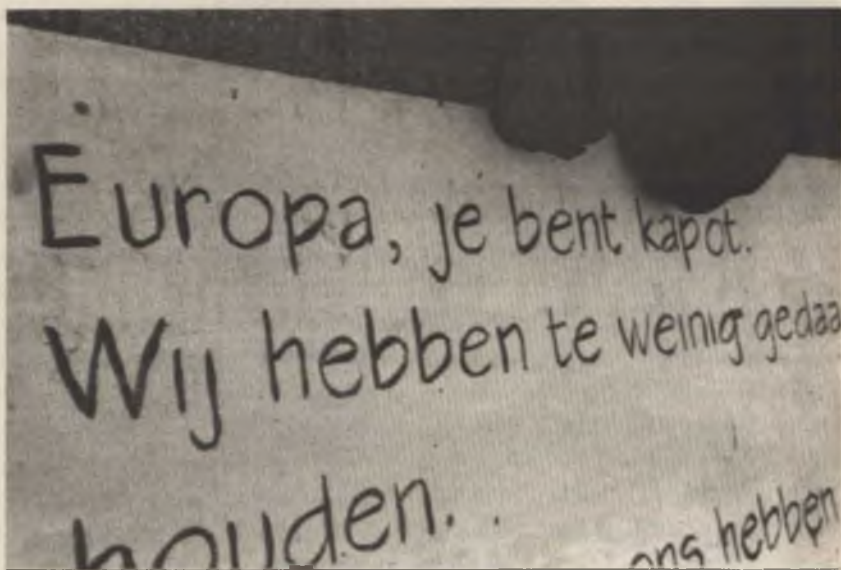 Europa, je bent kapot.
Wij hebben te weinig gedaa
houden..
ons hebben